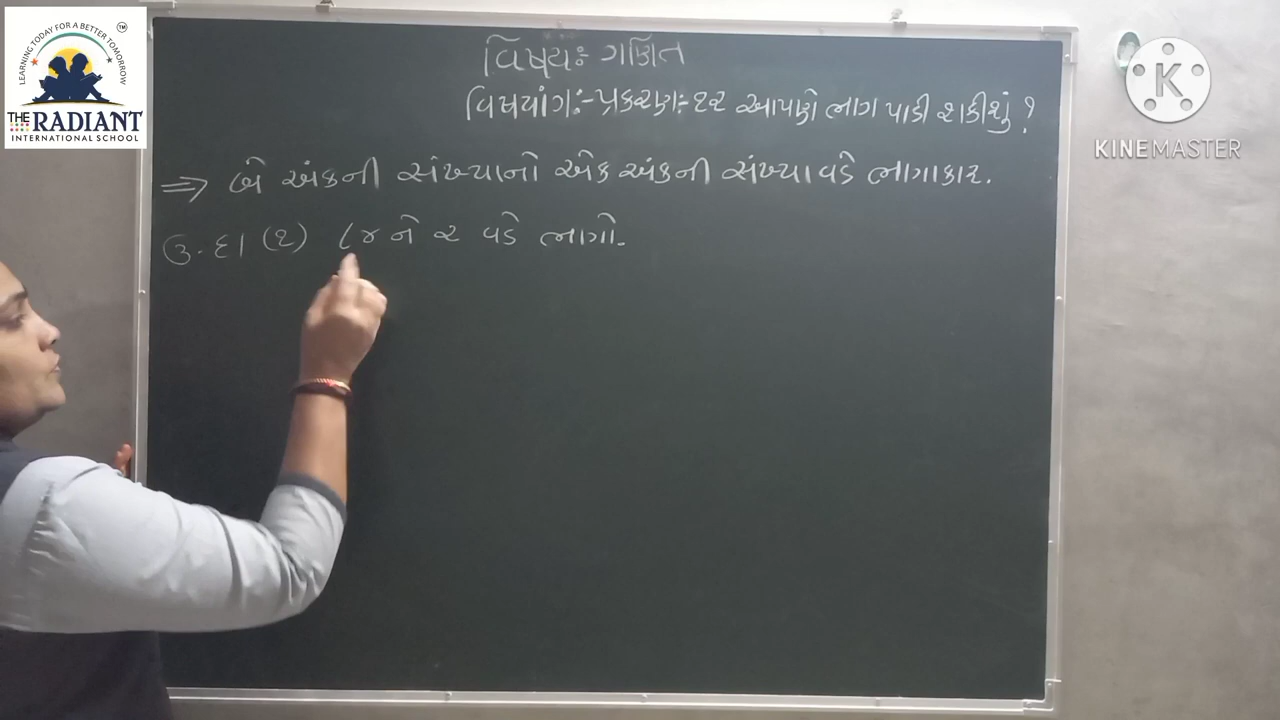 LEARNING TODAY FOR A BETTER TOMORROW
TM
THE RADIANT
INTERNATIONAL SCHOOL
K
KINEMASTER
વિષયઃ ગણિત
વિષયાંગઃ- પ્રકરણઃ- ૧૨ આપણે ભાગ પાડી શકીશું ?
⇒ બે અંકની સંખ્યાનો એક અંકની સંખ્યા વડે ભાગાકાર.
ઉ.દા (૧) ૮૪ ને ૨ વડે ભાગો.